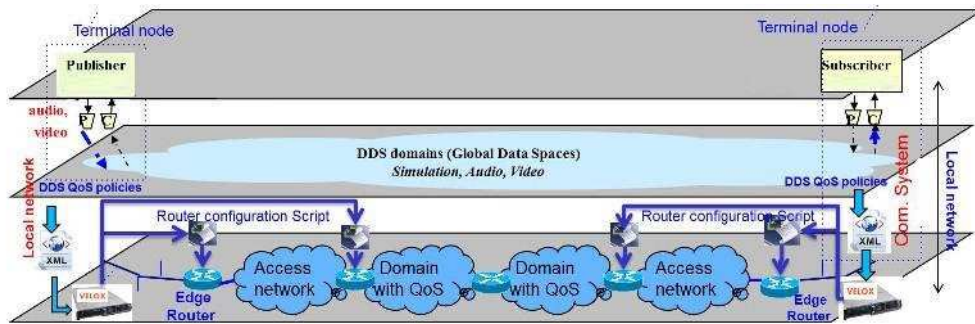 Terminal node
Terminal node
Publisher
Subscriber
P
C
P
C
audio,
video
DDS domains (Global Data Spaces)
Simulation, Audio, Video
DDS QoS policies
DDS QoS policies
Local network
Com. System
Local network
Router configuration Script
Router configuration Script
XML
XML
Access
network
Domain
with QoS
Domain
with QoS
Access
network
VELOX
Edge
Router
Edge
Router
VELOX